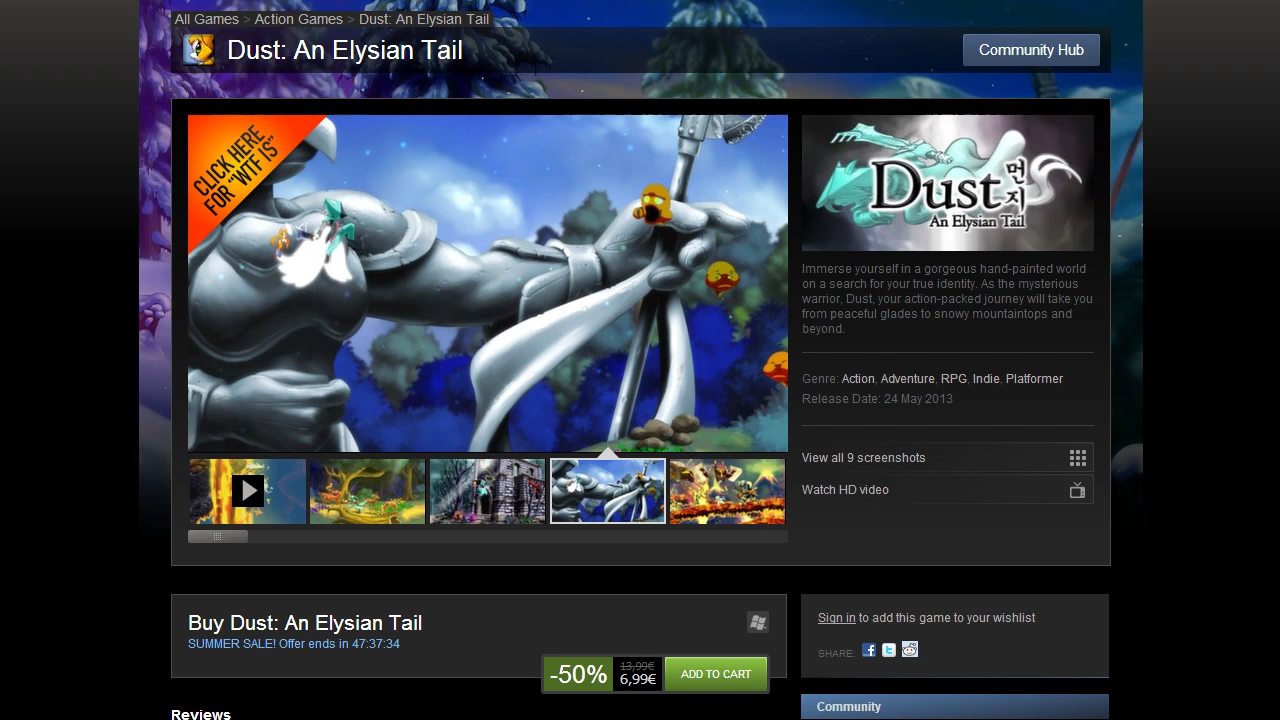 All Games > Action Games > Dust: An Elysian Tail
Dust: An Elysian Tail
Community Hub
CLICK HERE
FOR "WTF IS"
Dust 먼지
An Elysian Tail
Immerse yourself in a gorgeous hand-painted world
on a search for your true identity. As the mysterious
warrior, Dust, your action-packed journey will take you
from peaceful glades to snowy mountaintops and
beyond.
Genre: Action, Adventure, RPG, Indie, Platformer
Release Date: 24 May 2013
View all 9 screenshots
Watch HD video
Buy Dust: An Elysian Tail
SUMMER SALE! Offer ends in 47:37:34
-50%
13,99€
6,99€
ADD TO CART
Sign in to add this game to your wishlist
SHARE:
Reviews
Community